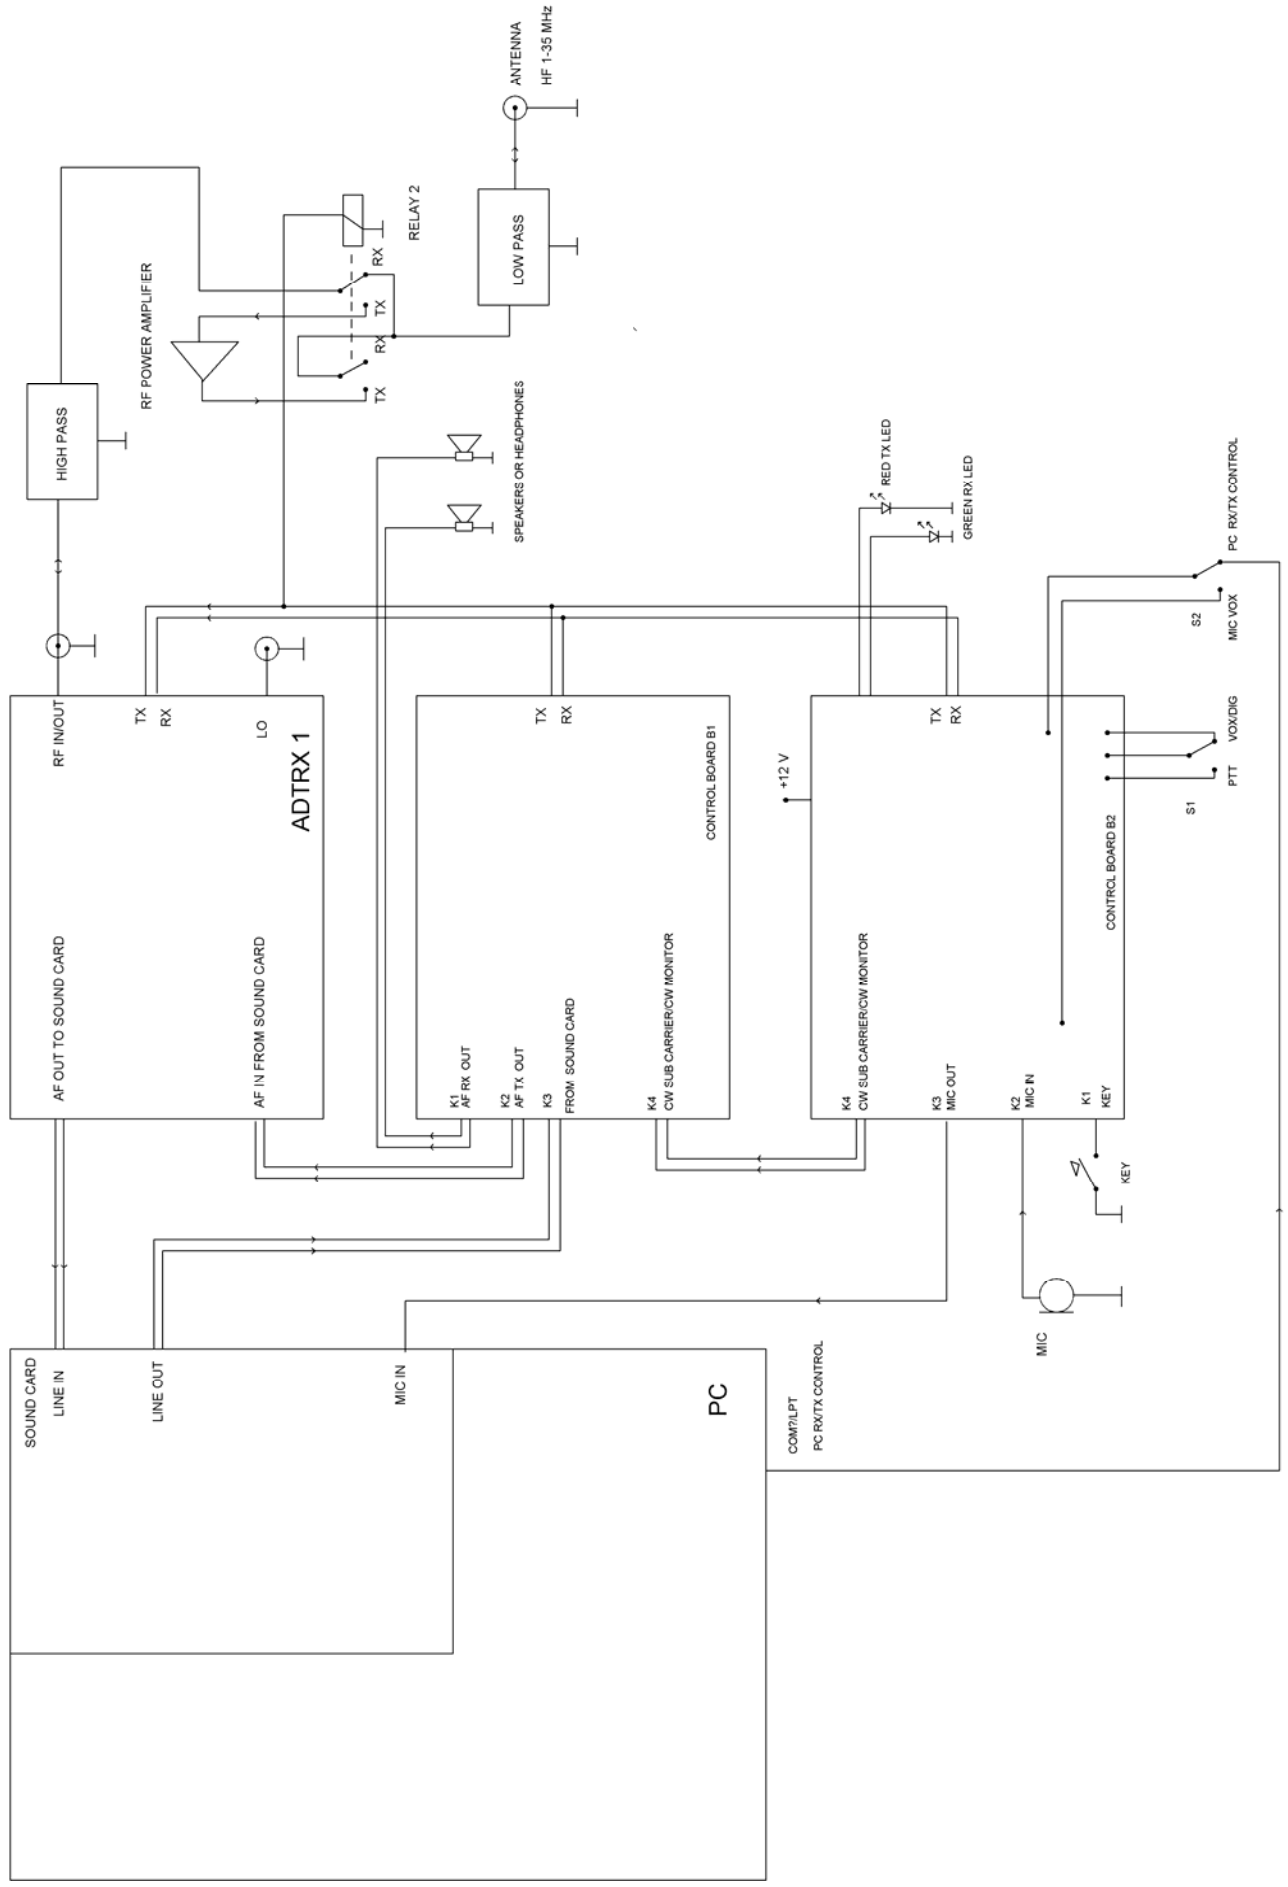 SOUND CARD
LINE IN
LINE OUT
MIC IN
PC
COM?/LPT
PC RX/TX CONTROL
AF OUT TO SOUND CARD
AF IN FROM SOUND CARD
RF IN/OUT
TX
RX
LO
ADTRX 1
HIGH PASS
RF POWER AMPLIFIER
TX
RX
TX
RX
RELAY 2
LOW PASS
ANTENNA
HF 1-35 MHz
K1
AF RX OUT
K2
AF TX OUT
K3
FROM SOUND CARD
K4
CW SUB CARRIER/CW MONITOR
TX
RX
CONTROL BOARD B1
SPEAKERS OR HEADPHONES
+12 V
K4
CW SUB CARRIER/CW MONITOR
K3
MIC OUT
K2
MIC IN
K1
KEY
TX
RX
CONTROL BOARD B2
MIC
KEY
RED TX LED
GREEN RX LED
S1
PTT
VOX/DIG
S2
MIC VOX
PC RX/TX CONTROL